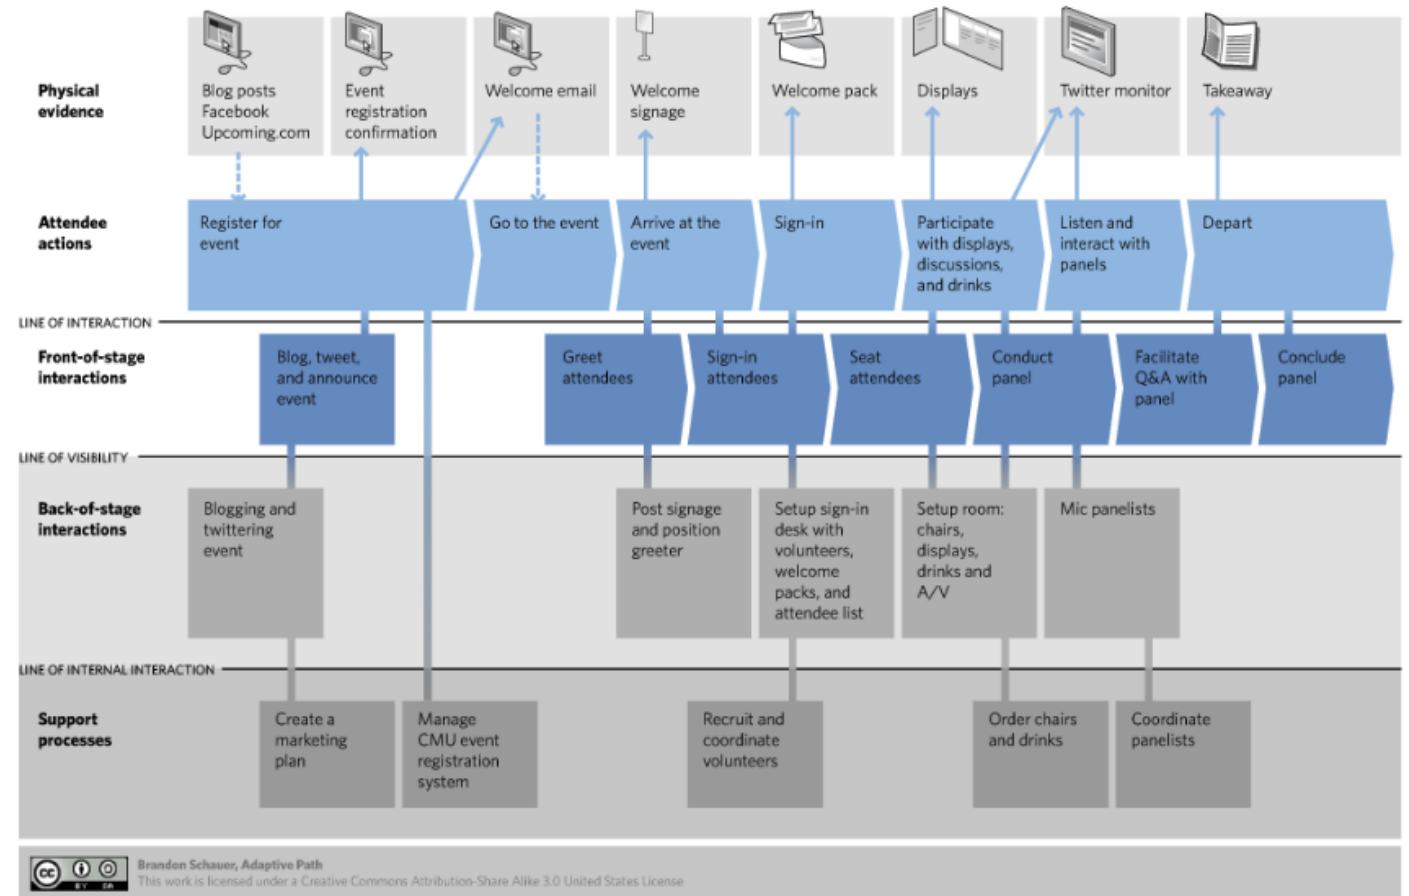 Physical
evidence
Blog posts
Facebook
Upcoming.com
Event
registration
confirmation
Welcome email
Welcome
signage
Welcome pack
Displays
Twitter monitor
Takeaway
Attendee
actions
Register for
event
Go to the event
Arrive at the
event
Sign-in
Participate
with displays,
discussions,
and drinks
Listen and
interact with
panels
Depart
LINE OF INTERACTION
Front-of-stage
interactions
Blog, tweet,
and announce
event
Greet
attendees
Sign-in
attendees
Seat
attendees
Conduct
panel
Facilitate
Q&A with
panel
Conclude
panel
LINE OF VISIBILITY
Back-of-stage
interactions
Blogging and
twittering
event
Post signage
and position
greeter
Setup sign-in
desk with
volunteers,
welcome
packs, and
attendee list
Setup room:
chairs,
displays,
drinks and
A/V
Mic panelists
LINE OF INTERNAL INTERACTION
Support
processes
Create a
marketing
plan
Manage
CMU event
registration
system
Recruit and
coordinate
volunteers
Order chairs
and drinks
Coordinate
panelists
cc
BY SA
Brandon Schauer, Adaptive Path
This work is licensed under a Creative Commons Attribution-Share Alike 3.0 United States License